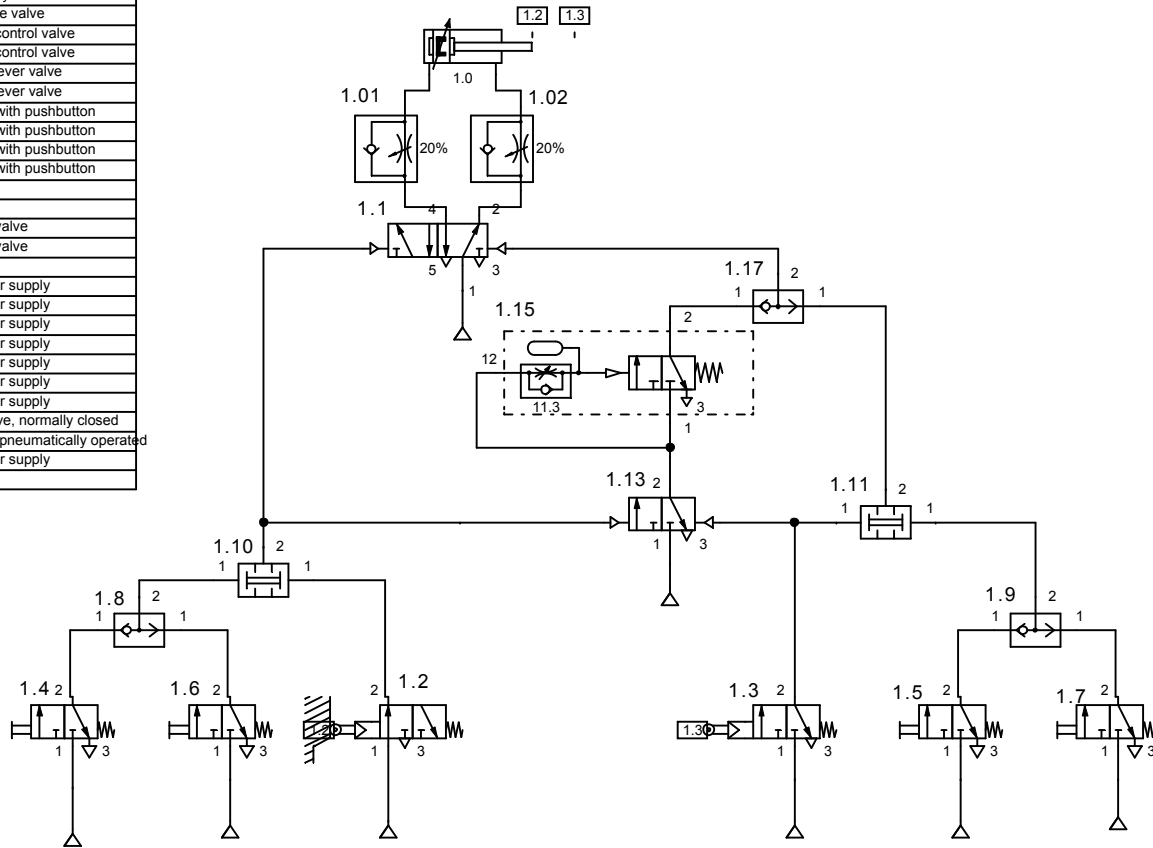 e valve
control valve
control valve
ever valve
ever valve
with pushbutton
with pushbutton
with pushbutton
with pushbutton
valve
valve
r supply
r supply
r supply
r supply
r supply
r supply
r supply
ve, normally closed
pneumatically operated
r supply
1.2 1.3
1.0
1.01 1.02
20% 20%
1.1 4 2
5 3
1
1.17 2
1 1
1.15 2
12
11.3 3
1
1.13 2
1 3
1.11 2
1 1
1.10 2
1 1
1.8 2
1 1
1.9 2
1 1
1.4 2
1 3
1.6 2
1 3
2 1.2
1.2
1 3
1.3 2
1.3
1 3
1.5 2
1 3
1.7 2
1 3